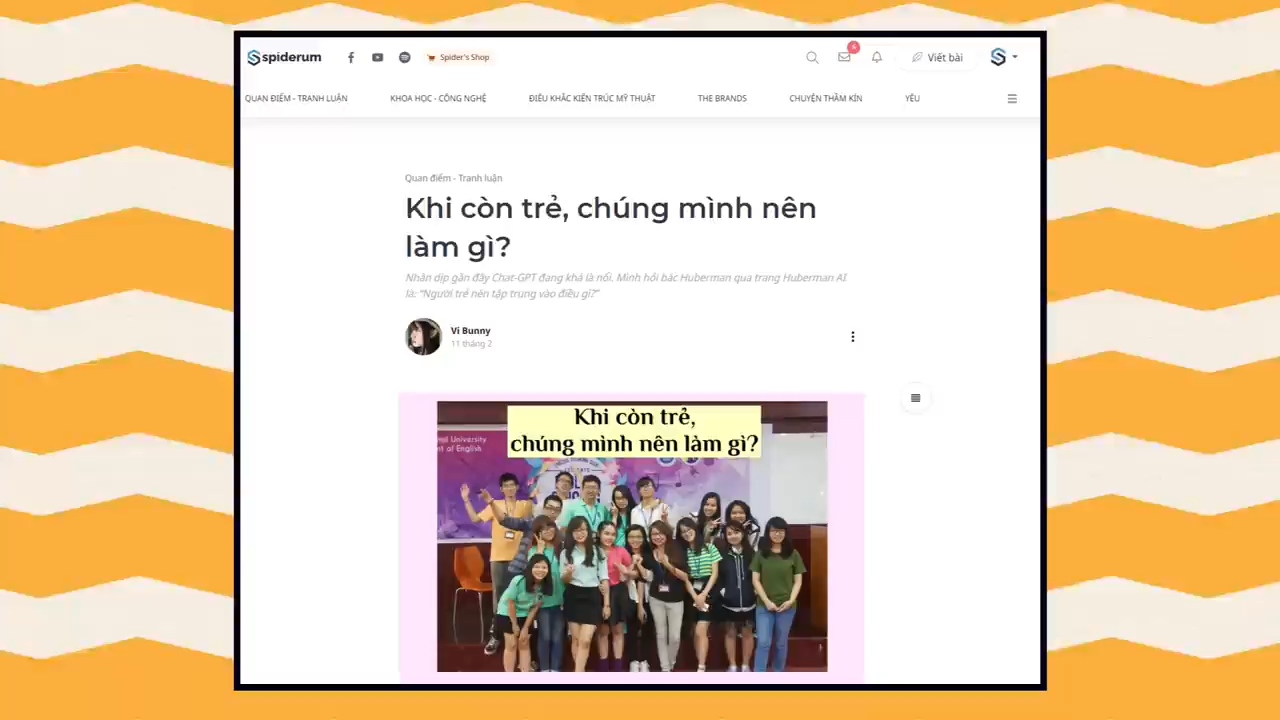 spiderum
Spider's Shop
6
Viết bài
QUAN ĐIỂM - TRANH LUẬN
KHOA HỌC - CÔNG NGHỆ
ĐIÊU KHẮC KIẾN TRÚC MỸ THUẬT
THE BRANDS
CHUYỆN THẦM KÍN
YÊU
Quan điểm - Tranh luận
Khi còn trẻ, chúng mình nên
làm gì?
Nhân dịp gần đây Chat-GPT đang khá là nổi. Mình hỏi bác Huberman qua trang Huberman AI
là: "Người trẻ nên tập trung vào điều gì?"
Vi Bunny
11 tháng 2
Khi còn trẻ,
chúng mình nên làm gì?
nal University
nt of English